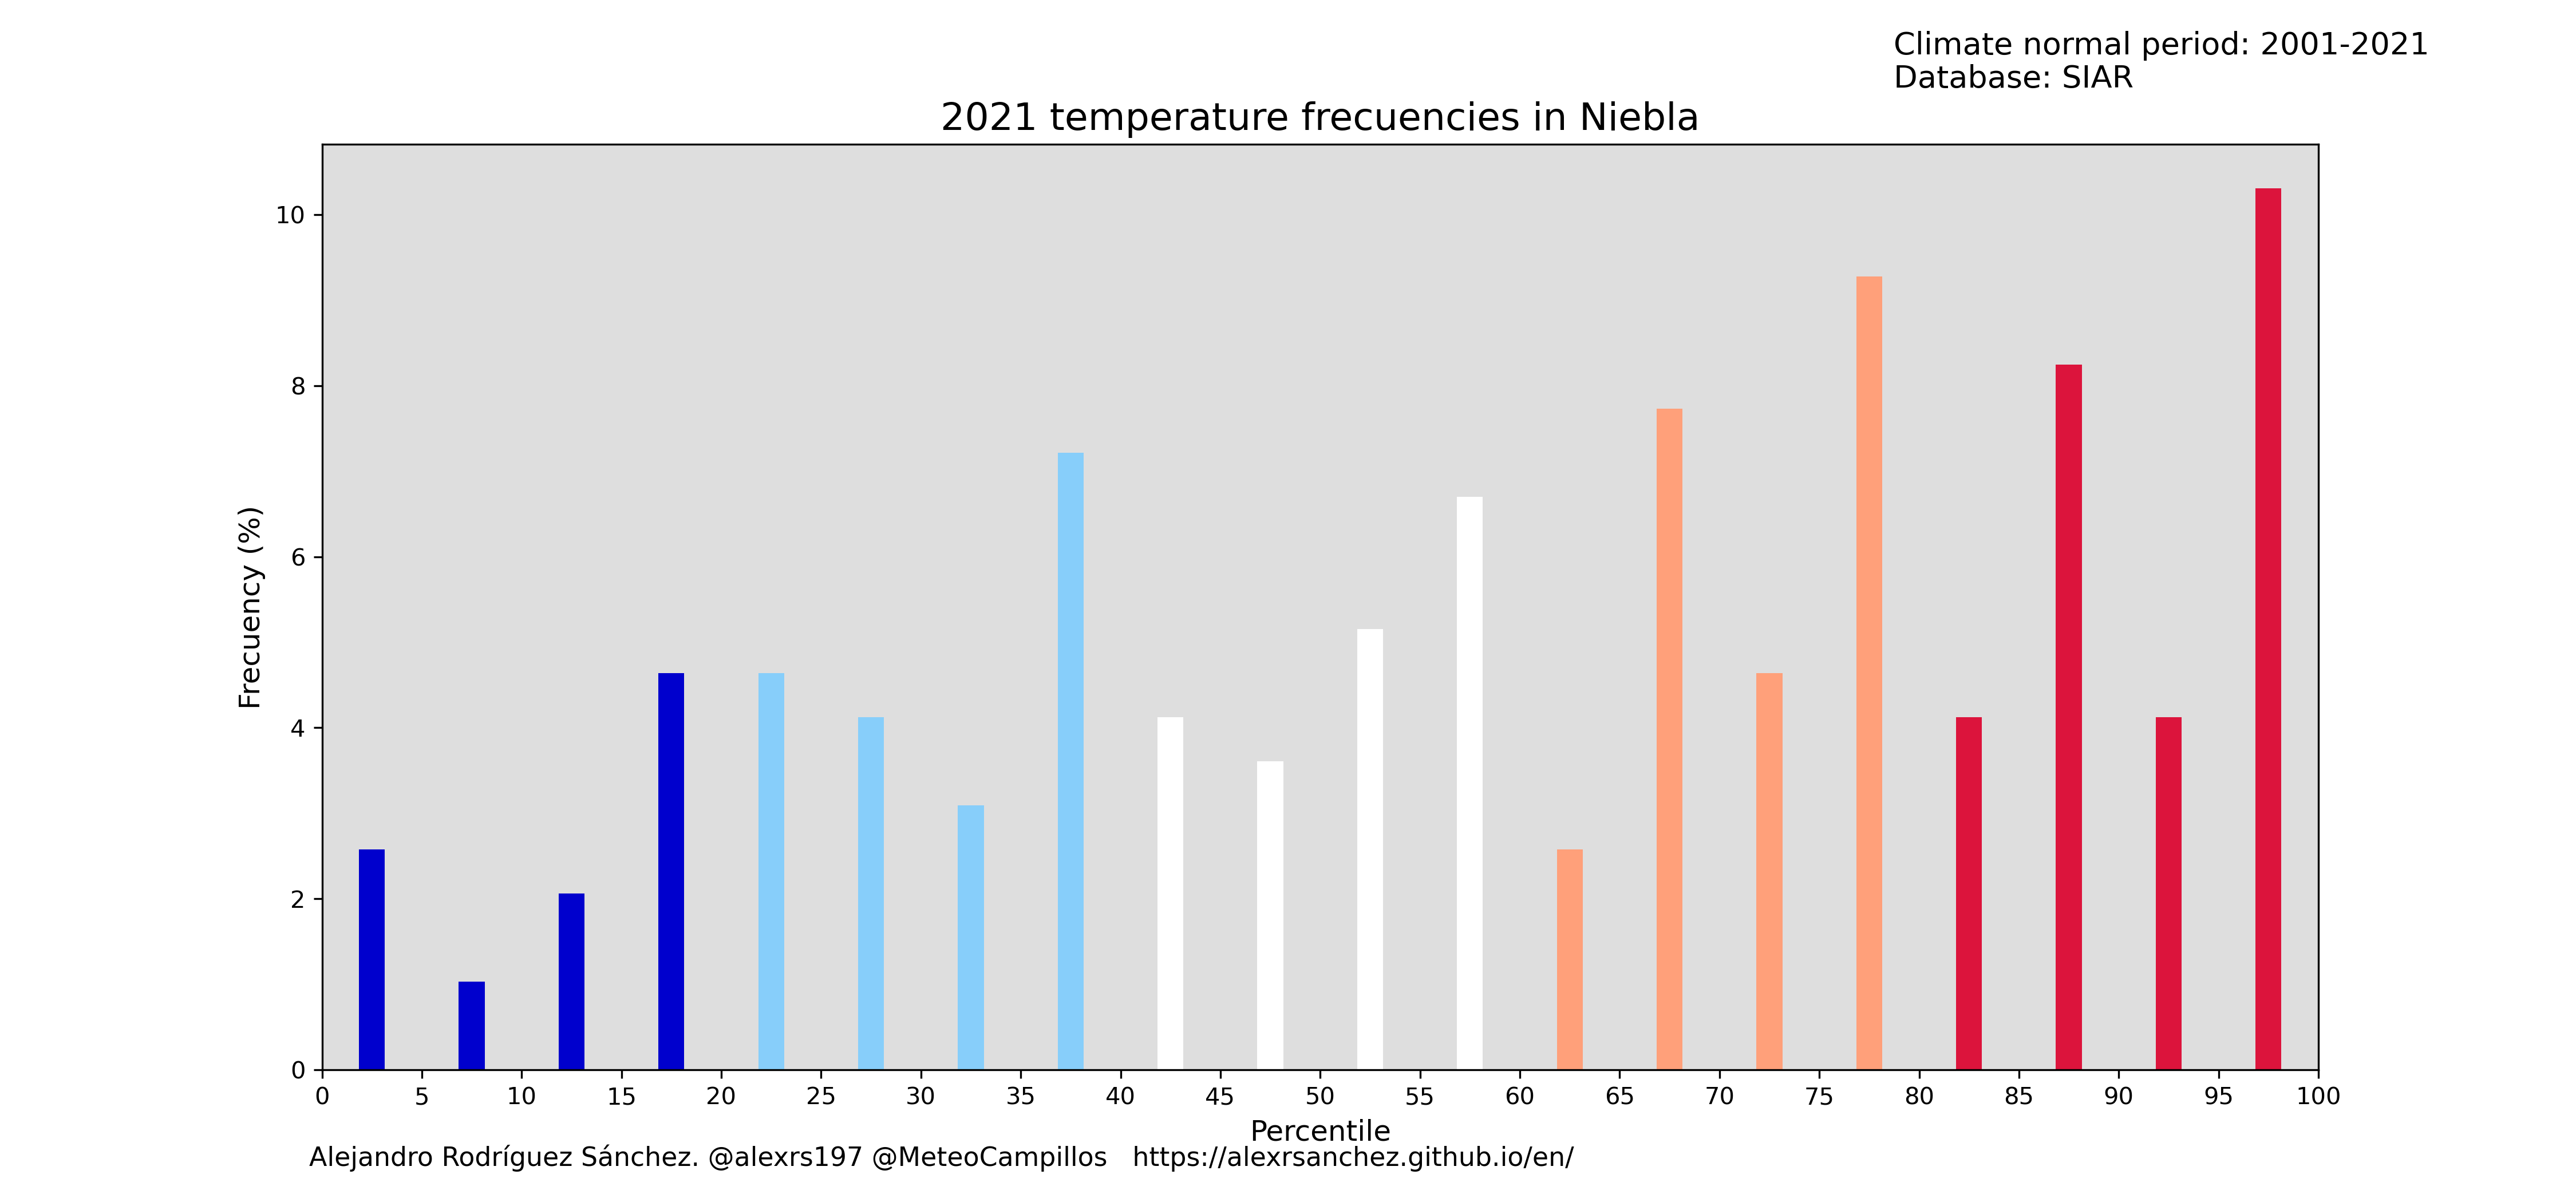 Climate normal period: 2001-2021
Database: SIAR
2021 temperature frecuencies in Niebla
Frecuency (%)
10
8
6
4
2
0
0 5 10 15 20 25 30 35 40 45 50 55 60 65 70 75 80 85 90 95 100
Percentile
Alejandro Rodríguez Sánchez. @alexrs197 @MeteoCampillos https://alexrsanchez.github.io/en/